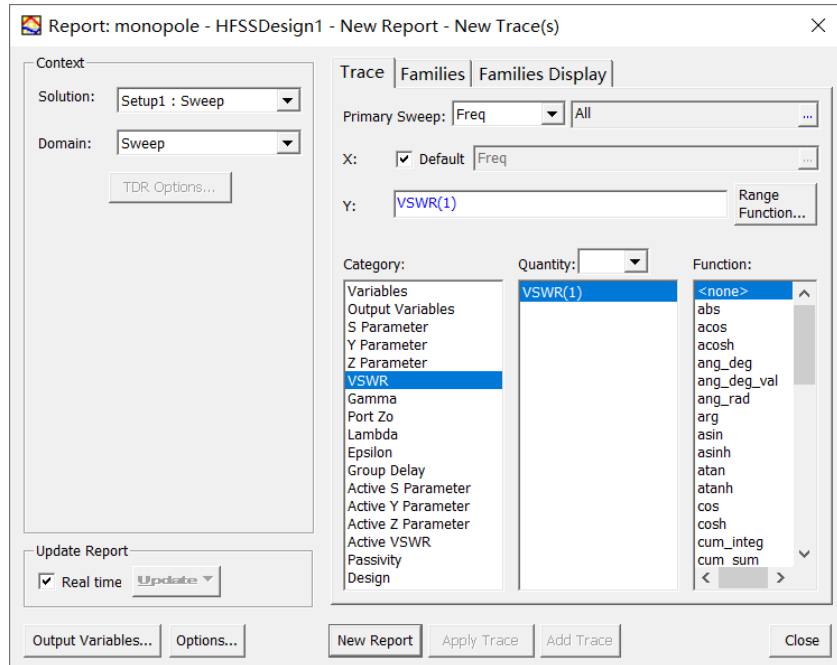 Report: monopole - HFSSDesign1 - New Report - New Trace(s)
Context
Solution: Setup1 : Sweep
Domain: Sweep
TDR Options...
Update Report
Real time Update
Trace Families Families Display
Primary Sweep: Freq All ...
X: Default Freq ...
Y: VSWR(1) Range Function...
Category:
Variables
Output Variables
S Parameter
Y Parameter
Z Parameter
VSWR
Gamma
Port Zo
Lambda
Epsilon
Group Delay
Active S Parameter
Active Y Parameter
Active Z Parameter
Active VSWR
Passivity
Design
Quantity:
VSWR(1)
Function:
<none>
abs
acos
acosh
ang_deg
ang_deg_val
ang_rad
arg
asin
asinh
atan
atanh
cos
cosh
cum_integ
cum_sum
Output Variables... Options... New Report Apply Trace Add Trace Close